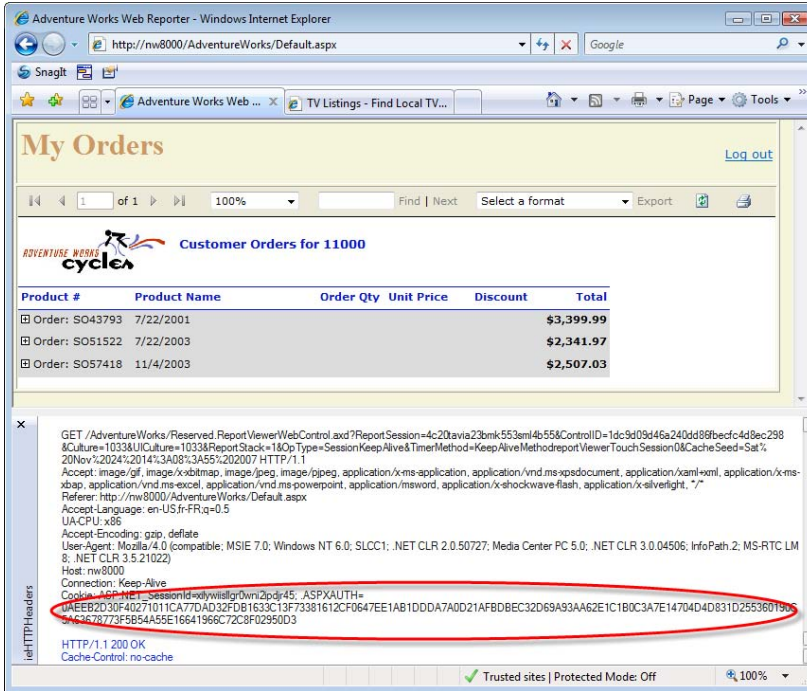 Adventure Works Web Reporter - Windows Internet Explorer
http://nw8000/AdventureWorks/Default.aspx
Google
SnagIt
Adventure Works Web ... X
TV Listings - Find Local TV...
Page
Tools
My Orders
Log out
1 of 1
100%
Find | Next
Select a format
Export
ADVENTURE WORKS
cycles
Customer Orders for 11000
Product # Product Name Order Qty Unit Price Discount Total
Order: SO43793 7/22/2001 $3,399.99
Order: SO51522 7/22/2003 $2,341.97
Order: SO57418 11/4/2003 $2,507.03
GET /AdventureWorks/Reserved.ReportViewerWebControl.axd?ReportSession=4c20tavia23bmk553sml4b55&ControlID=1dc9d09d46a240dd86fbecfc4d8ec298
&Culture=1033&UICulture=1033&ReportStack=1&OpType=SessionKeepAlive&TimerMethod=KeepAliveMethodreportViewerTouchSession0&CacheSeed=Sat%
20Nov%2024%2014%3A08%3A55%202007 HTTP/1.1
Accept: image/gif, image/x-xbitmap, image/jpeg, image/pjpeg, application/x-ms-application, application/vnd.ms-xpsdocument, application/xaml+xml, application/x-ms-
xbap, application/vnd.ms-excel, application/vnd.ms-powerpoint, application/msword, application/x-shockwave-flash, application/x-silverlight, */*
Referer: http://nw8000/AdventureWorks/Default.aspx
Accept-Language: en-US,fr-FR;q=0.5
UA-CPU: x86
Accept-Encoding: gzip, deflate
User-Agent: Mozilla/4.0 (compatible; MSIE 7.0; Windows NT 6.0; SLCC1; .NET CLR 2.0.50727; Media Center PC 5.0; .NET CLR 3.0.04506; InfoPath.2; MS-RTC LM
8; .NET CLR 3.5.21022)
Host: nw8000
Connection: Keep-Alive
Cookie: ASP.NET_SessionId=xilywiisllgr0wni2pdjr45; .ASPXAUTH=
0AEEB2D30F40271011CA77DAD32FDB1633C13F73381612CF0647EE1AB1DDDA7A0D21AFBDBEC32D69A93AA62E1C1B0C3A7E14704D4D831D255360190C
5A63678773F5B54A55E16641966C72C8F02950D3
HTTP/1.1 200 OK
Cache-Control: no-cache
ieHTTPHeaders
Trusted sites | Protected Mode: Off
100%